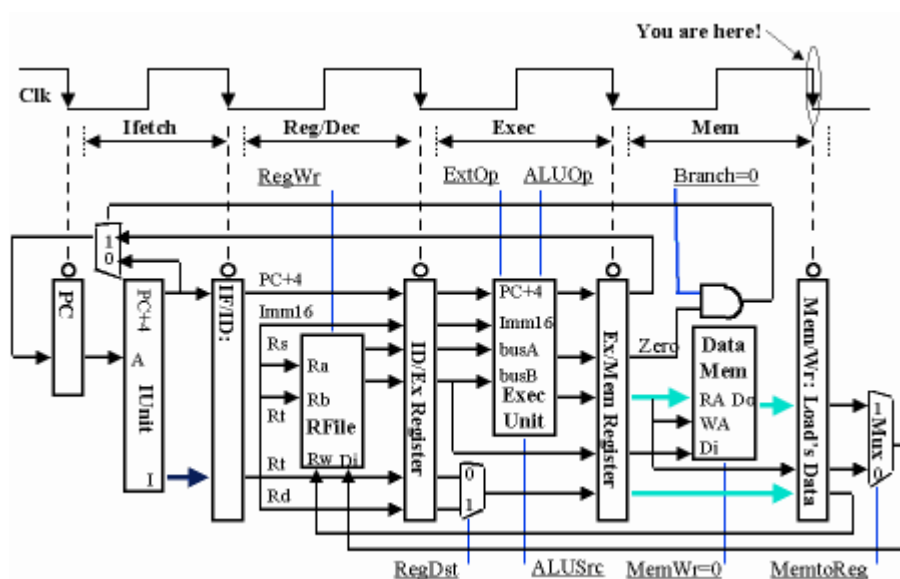 You are here!
Clk
Ifetch
Reg/Dec
Exec
Mem
RegWr
ExtOp
ALUOp
Branch=0
1
0
PC
PC+4
A
IUnit
I
IF/ID:
PC+4
Imm16
Rs
Rt
Ra
Rb
RFile
Rw Di
Rt
Rd
ID/Ex Register
0
1
PC+4
Imm16
busA
busB
Exec
Unit
Ex/Mem Register
Zero
Data
Mem
RA Do
WA
Di
Mem/Wr: Load's Data
1
Mux
0
RegDst
ALUSrc
MemWr=0
MemtoReg